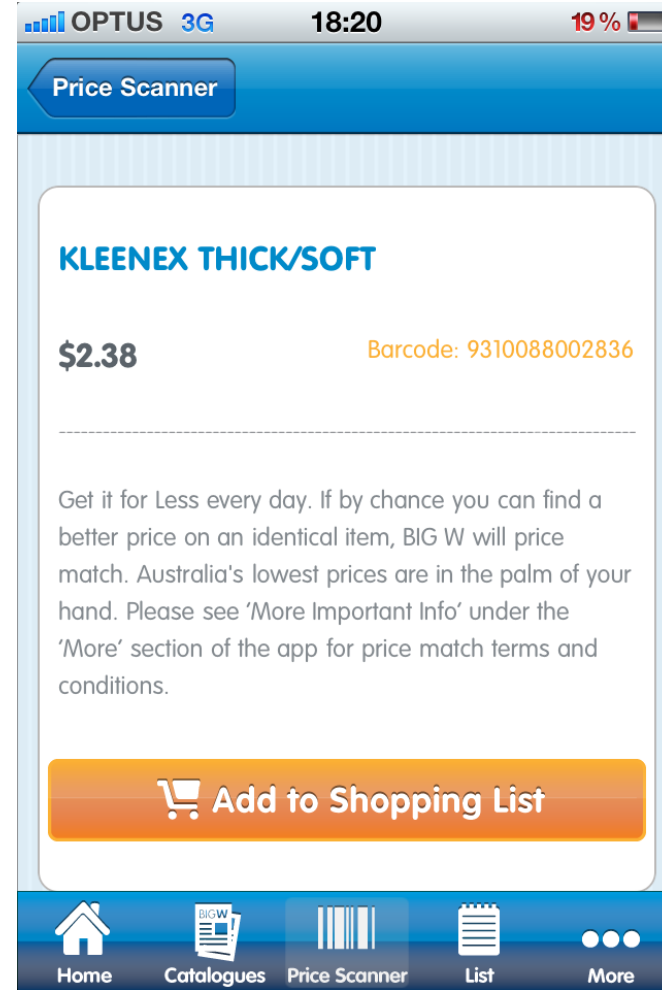 OPTUS 3G 18:20 19%
Price Scanner
KLEENEX THICK/SOFT
$2.38 Barcode: 9310088002836
Get it for Less every day. If by chance you can find a
better price on an identical item, BIG W will price
match. Australia's lowest prices are in the palm of your
hand. Please see ‘More Important Info’ under the
‘More’ section of the app for price match terms and
conditions.
Add to Shopping List
BIG W
Home Catalogues Price Scanner List More